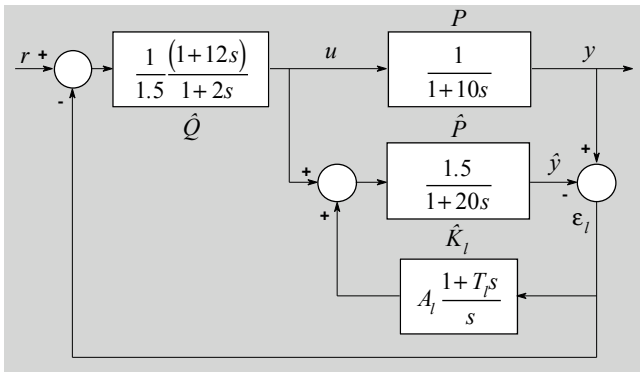 P
r + 1/1.5 (1+12s)/(1+2s) u 1/(1+10s) y
-
Q̂ P̂
+ 1.5/(1+20s) ŷ +
+ - ε_l
K̂_l
A_l (1+T_l s)/s